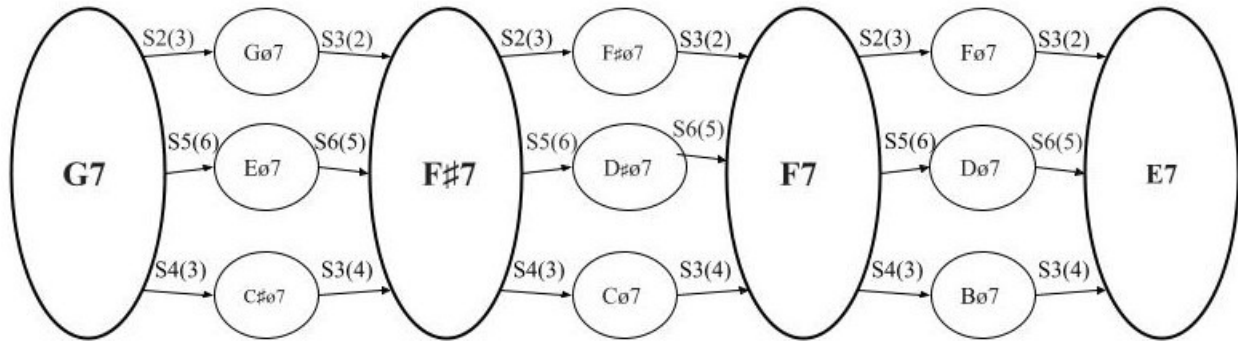 S2(3) Gø7 S3(2) S2(3) F♯ø7 S3(2) S2(3) Fø7 S3(2)
S5(6) S6(5) S5(6) S6(5) S5(6) S6(5)
G7 Eø7 F♯7 D♯ø7 F7 Dø7 E7
S4(3) S3(4) S4(3) S3(4) S4(3) S3(4)
C♯ø7 Cø7 Bø7